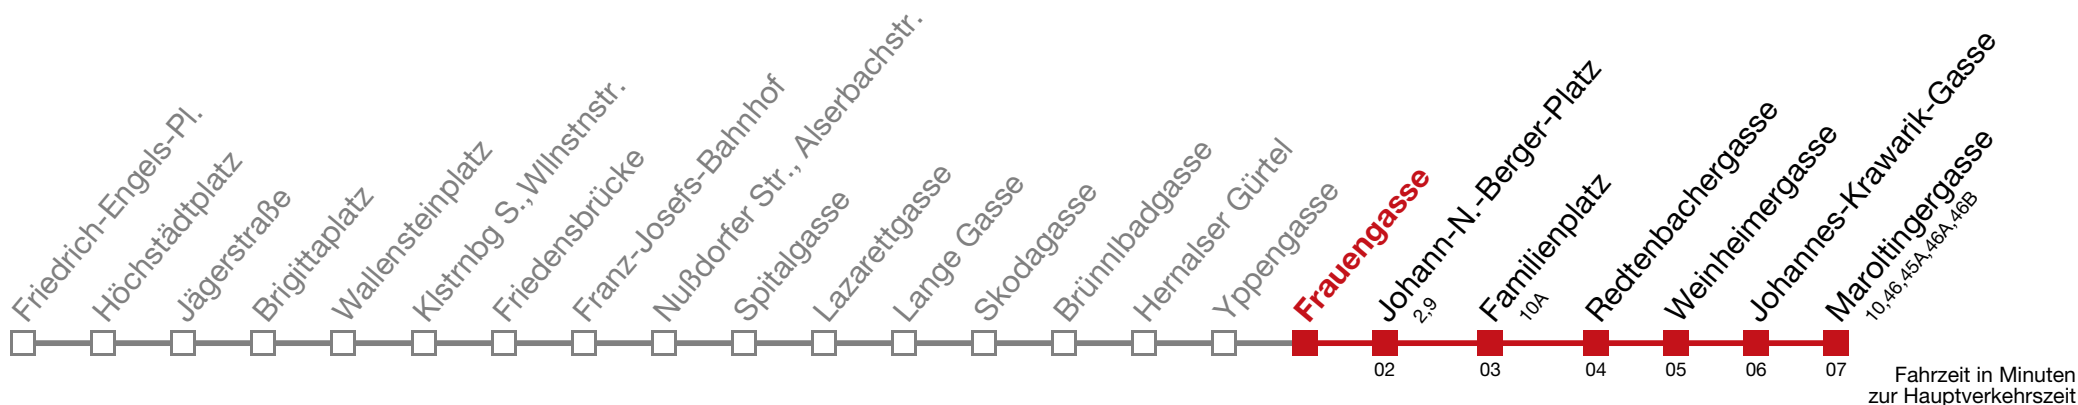 Friedrich-Engels-Pl.
Höchstädtplatz
Jägerstraße
Brigittaplatz
Wallensteinplatz
Klstrnbg S.,Wllnstnstr.
Friedensbrücke
Franz-Josefs-Bahnhof
Nußdorfer Str., Alserbachstr.
Spitalgasse
Lazarettgasse
Lange Gasse
Skodagasse
Brünnlbadgasse
Hernalser Gürtel
Yppengasse
Frauengasse
Johann-N.-Berger-Platz
2,9
Familienplatz
10A
Redtenbachergasse
Weinheimergasse
Johannes-Krawarik-Gasse
Maroltingergasse
10,46,45A,46A,46B
02
03
04
05
06
07
Fahrzeit in Minuten
zur Hauptverkehrszeit